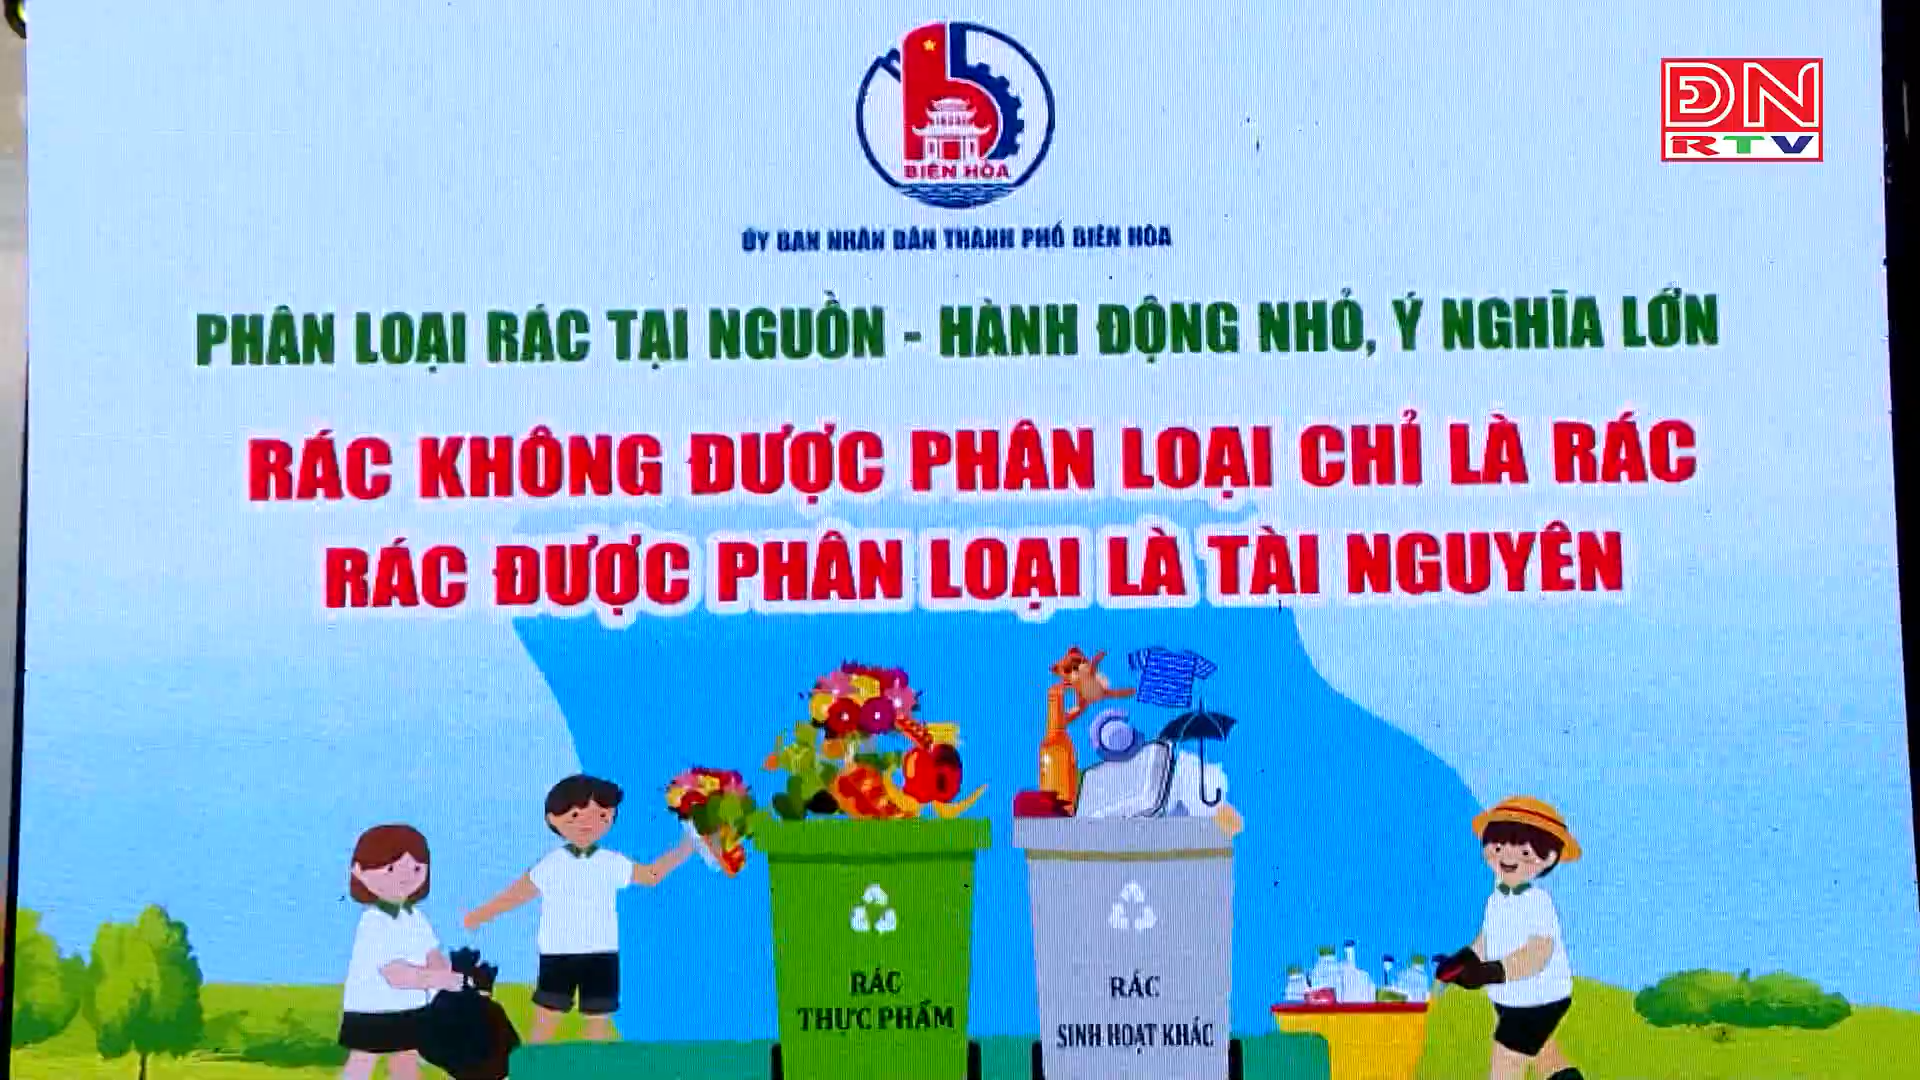 BIÊN HÒA
ĐN
RTV
ỦY BAN NHÂN DÂN THÀNH PHỐ BIÊN HÒA
PHÂN LOẠI RÁC TẠI NGUỒN - HÀNH ĐỘNG NHỎ, Ý NGHĨA LỚN
RÁC KHÔNG ĐƯỢC PHÂN LOẠI CHỈ LÀ RÁC
RÁC ĐƯỢC PHÂN LOẠI LÀ TÀI NGUYÊN
RÁC
THỰC PHẨM
RÁC
SINH HOẠT KHÁC